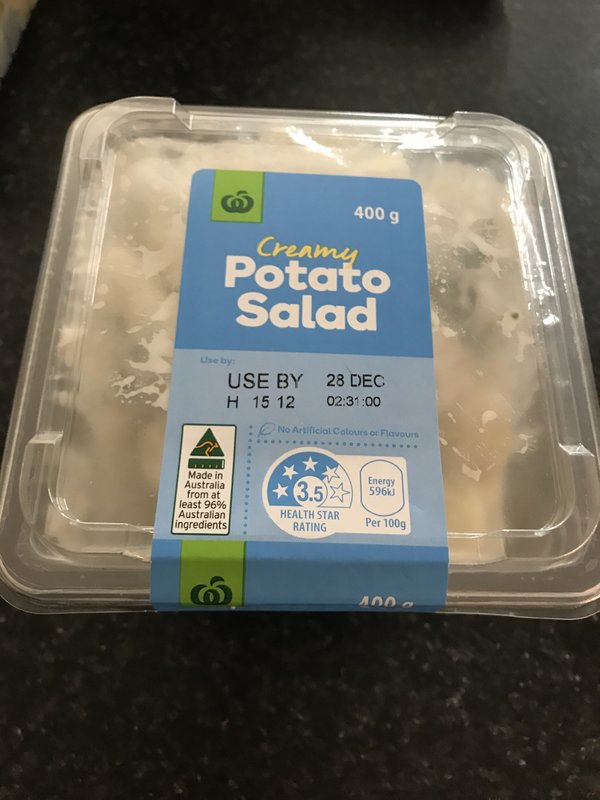 400 g
Creamy
Potato
Salad
Use by:
USE BY 28 DEC
H 15 12 02:31:00
No Artificial Colours or Flavours
Made in
Australia
from at
least 96%
Australian
ingredients
3.5
HEALTH STAR
RATING
Energy
596kJ
Per 100g
400 g